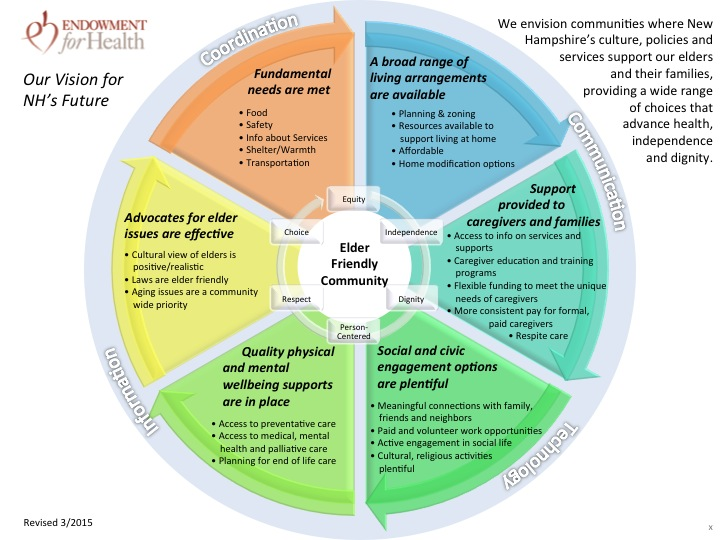 ENDOWMENT
for Health
Our Vision for
NH's Future
We envision communities where New
Hampshire's culture, policies and
services support our elders
and their families,
providing a wide range
of choices that
advance health,
independence
and dignity.
Coordination
Communication
Technology
Information
Fundamental
needs are met
• Food
• Safety
• Info about Services
• Shelter/Warmth
• Transportation
A broad range of
living arrangements
are available
• Planning & zoning
• Resources available to
support living at home
• Affordable
• Home modification options
Support
provided to
caregivers and families
• Access to info on services and
supports
• Caregiver education and training
programs
• Flexible funding to meet the unique
needs of caregivers
• More consistent pay for formal,
paid caregivers
• Respite care
Social and civic
engagement options
are plentiful
• Meaningful connections with family,
friends and neighbors
• Paid and volunteer work opportunities
• Active engagement in social life
• Cultural, religious activities
plentiful
Quality physical
and mental
wellbeing supports
are in place
• Access to preventative care
• Access to medical, mental
health and palliative care
• Planning for end of life care
Advocates for elder
issues are effective
• Cultural view of elders is
positive/realistic
• Laws are elder friendly
• Aging issues are a community
wide priority
Equity
Independence
Dignity
Person-
Centered
Respect
Choice
Elder
Friendly
Community
Revised 3/2015
x